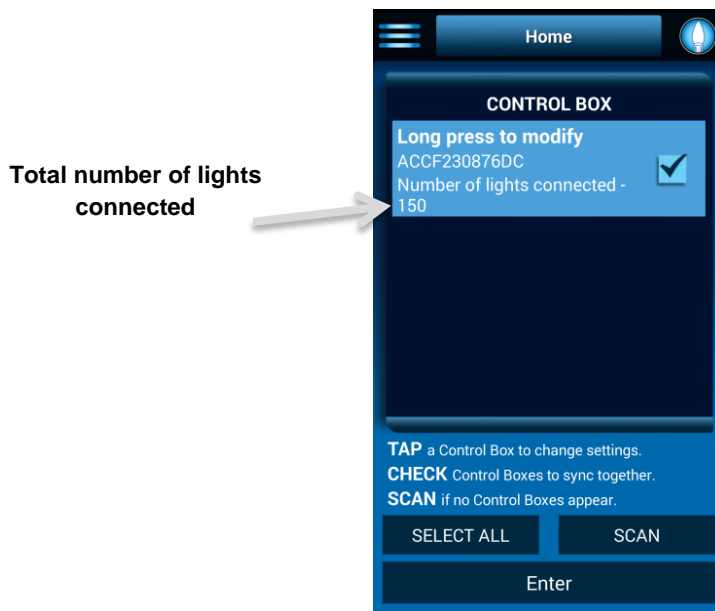 Total number of lights
connected
Home
CONTROL BOX
Long press to modify
ACCF230876DC
Number of lights connected -
150
TAP a Control Box to change settings.
CHECK Control Boxes to sync together.
SCAN if no Control Boxes appear.
SELECT ALL
SCAN
Enter